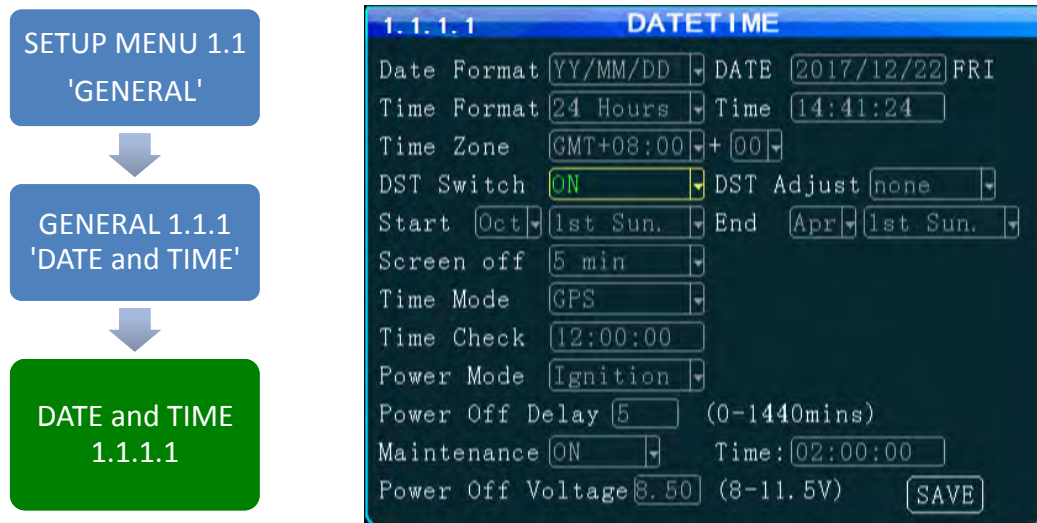 SETUP MENU 1.1
'GENERAL'
GENERAL 1.1.1
'DATE and TIME'
DATE and TIME
1.1.1.1
1.1.1.1 DATETIME
Date Format YY/MM/DD DATE 2017/12/22 FRI
Time Format 24 Hours Time 14:41:24
Time Zone GMT+08:00 + 00
DST Switch ON DST Adjust none
Start Oct 1st Sun. End Apr 1st Sun.
Screen off 5 min
Time Mode GPS
Time Check 12:00:00
Power Mode Ignition
Power Off Delay 5 (0-1440mins)
Maintenance ON Time: 02:00:00
Power Off Voltage 8.50 (8-11.5V) SAVE